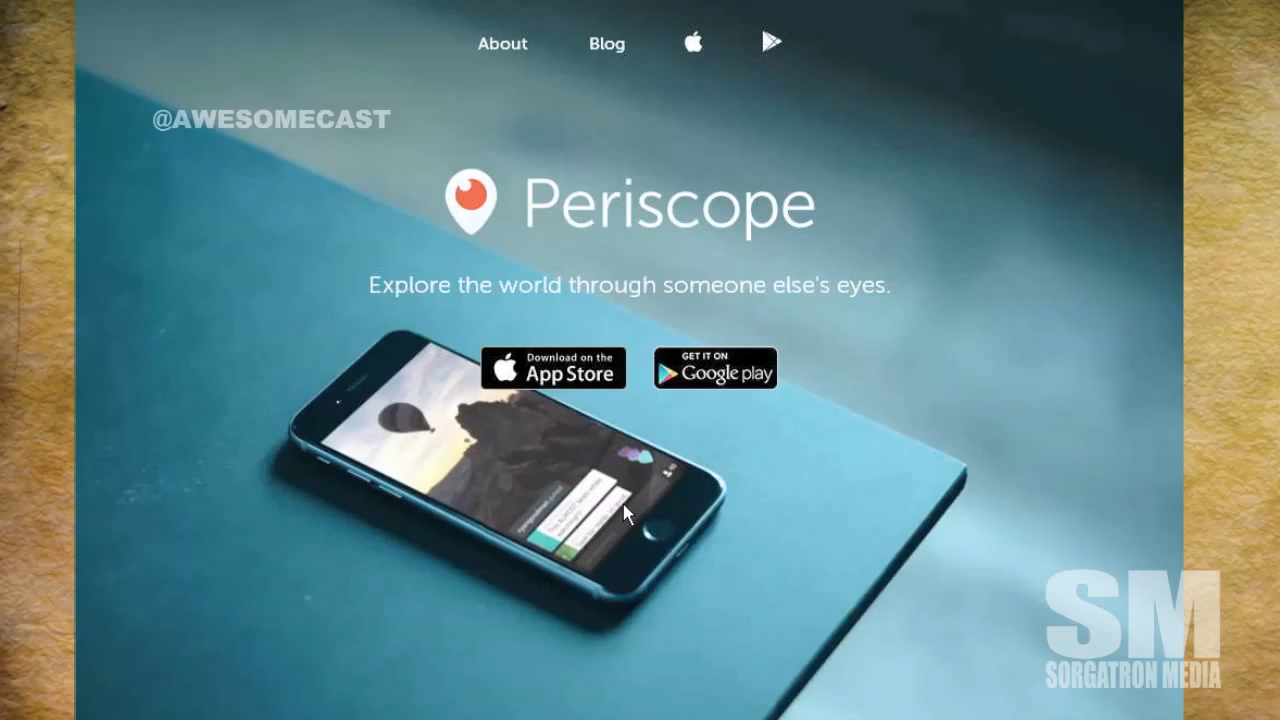 About Blog
@AWESOMECAST
Periscope
Explore the world through someone else's eyes.
Download on the
App Store
GET IT ON
Google play
SM
SORGATRON MEDIA